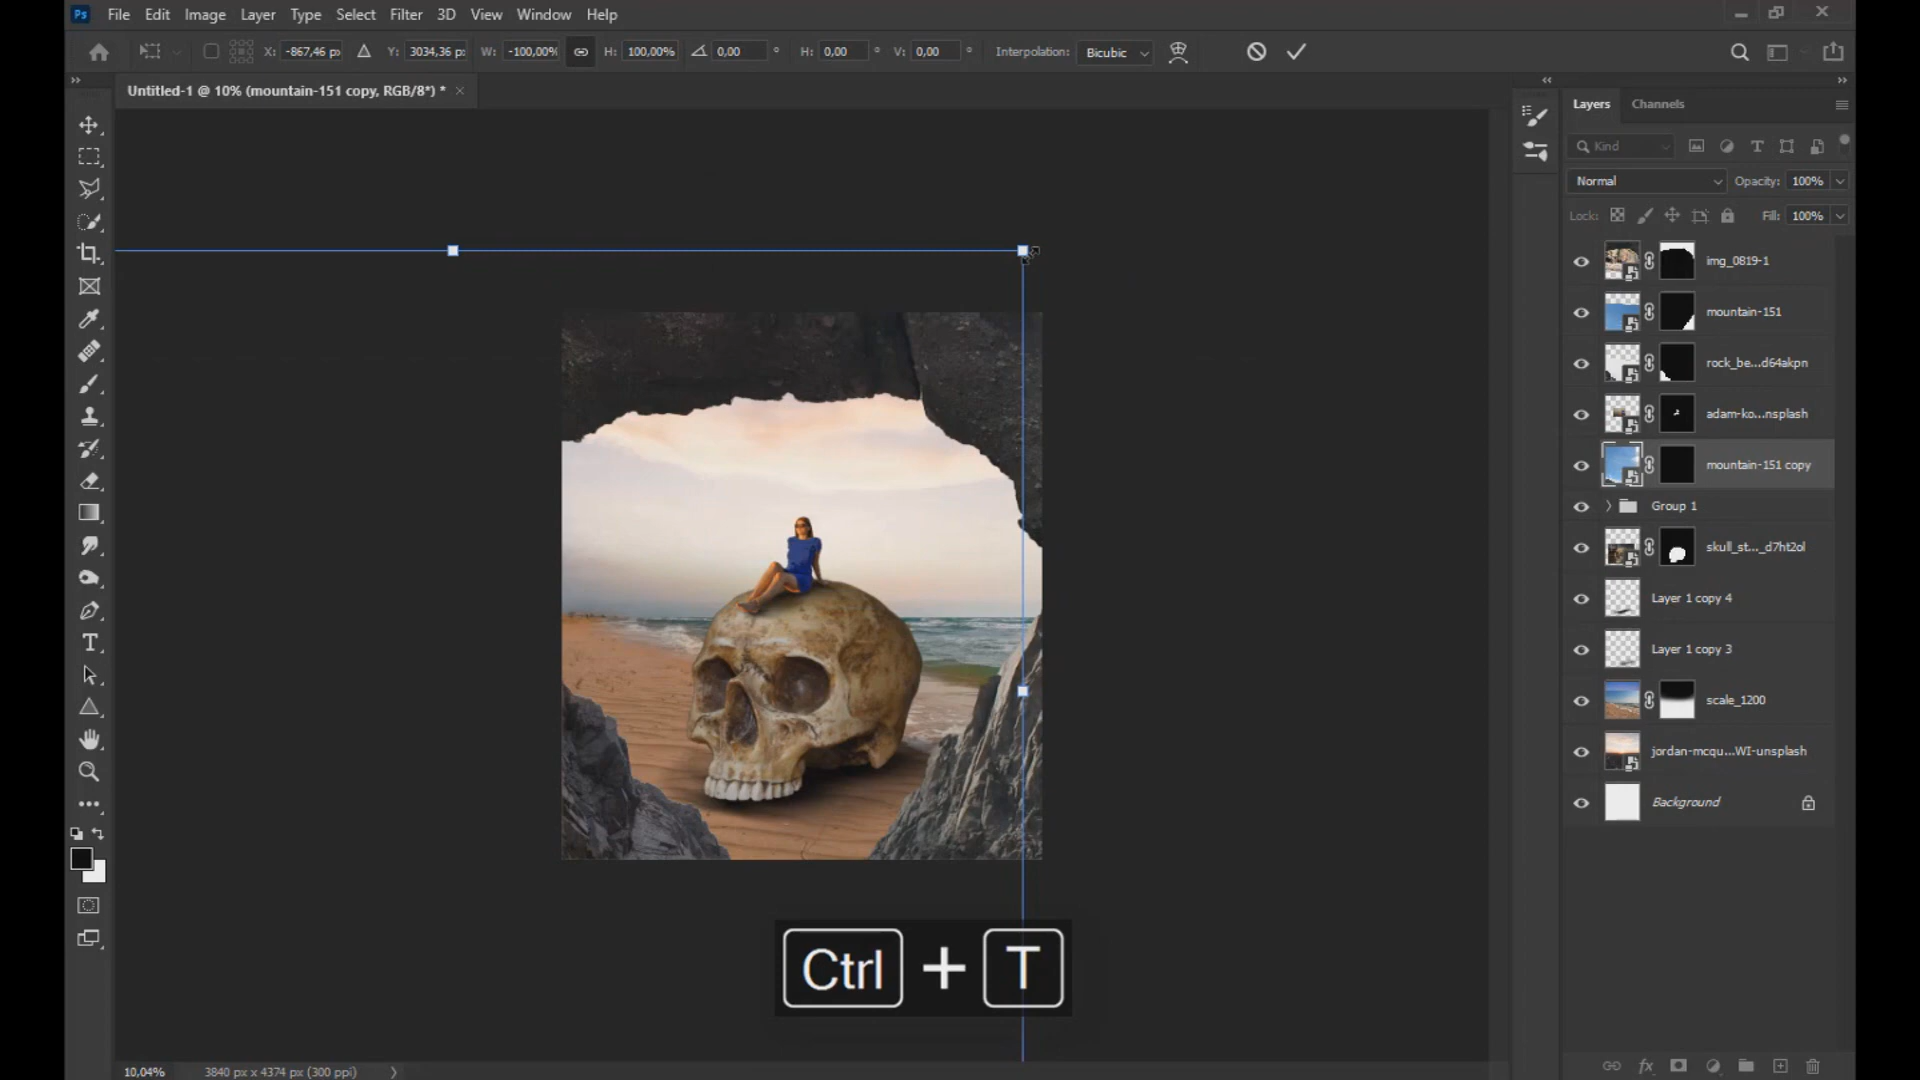 Ps File Edit Image Layer Type Select Filter 3D View Window Help
X: -867,46 px Y: 3034,36 px W: -100,00% H: 100,00% 0,00 ° H: 0,00 ° V: 0,00 ° Interpolation: Bicubic
Untitled-1 @ 10% (mountain-151 copy, RGB/8*) * ×
Layers Channels
Kind
Normal Opacity: 100%
Lock: Fill: 100%
img_0819-1
mountain-151
rock_be...d64akpn
adam-ko...nsplash
mountain-151 copy
Group 1
skull_st..._d7ht2ol
Layer 1 copy 4
Layer 1 copy 3
scale_1200
jordan-mcqu...WI-unsplash
Background
Ctrl + T
10,04% 3840 px x 4374 px (300 ppi)